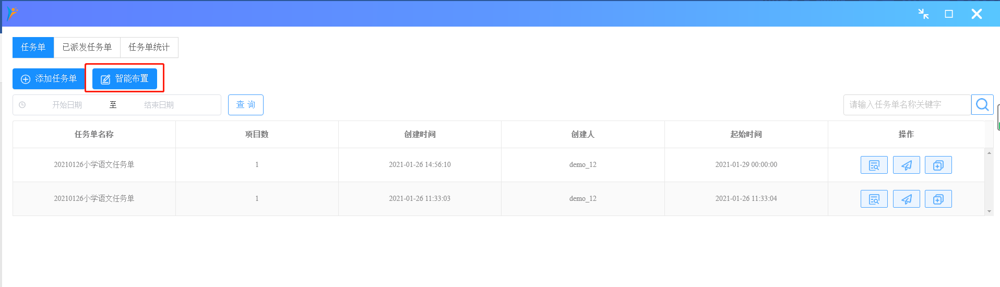 任务单 已派发任务单 任务单统计
添加任务单 智能布置
开始日期 至 结束日期 查 询 请输入任务单名称关键字
任务单名称 项目数 创建时间 创建人 起始时间 操作
20210126小学语文任务单 1 2021-01-26 14:56:10 demo_12 2021-01-29 00:00:00
20210126小学语文任务单 1 2021-01-26 11:33:03 demo_12 2021-01-26 11:33:04